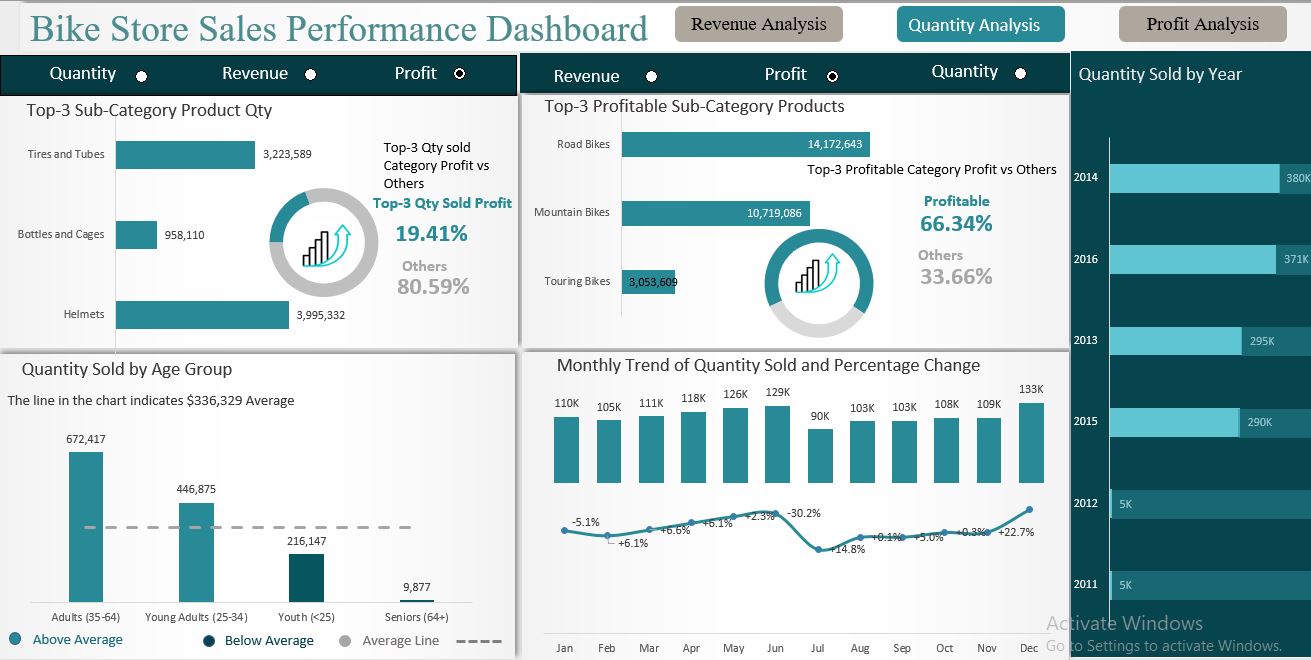 Bike Store Sales Performance Dashboard
Revenue Analysis
Quantity Analysis
Profit Analysis
Quantity
Revenue
Profit
Top-3 Sub-Category Product Qty
Tires and Tubes
3,223,589
Bottles and Cages
958,110
Helmets
3,995,332
Top-3 Qty sold
Category Profit vs
Others
Top-3 Qty Sold Profit
19.41%
Others
80.59%
Revenue
Profit
Quantity
Top-3 Profitable Sub-Category Products
Road Bikes
14,172,643
Mountain Bikes
10,719,086
Touring Bikes
3,053,609
Top-3 Profitable Category Profit vs Others
Profitable
66.34%
Others
33.66%
Quantity Sold by Year
2014
380K
2016
371K
2013
295K
2015
290K
2012
5K
2011
5K
Quantity Sold by Age Group
The line in the chart indicates $336,329 Average
672,417
446,875
216,147
9,877
Adults (35-64)
Young Adults (25-34)
Youth (<25)
Seniors (64+)
Above Average
Below Average
Average Line
Monthly Trend of Quantity Sold and Percentage Change
110K
105K
111K
118K
126K
129K
90K
103K
103K
108K
109K
133K
-5.1%
+6.1%
+6.6%
+6.1%
+2.3%
-30.2%
+14.8%
+0.1%
+5.0%
+0.3%
+22.7%
Jan
Feb
Mar
Apr
May
Jun
Jul
Aug
Sep
Oct
Nov
Dec
Activate Windows
Go to Settings to activate Windows.